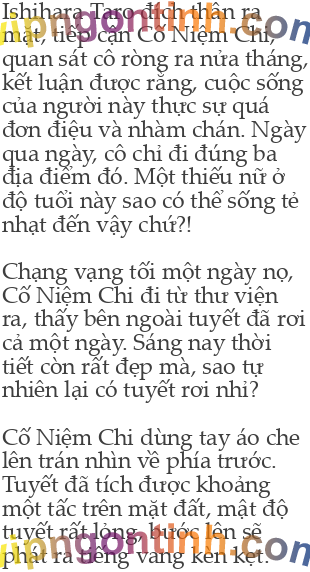 Ishihara Taro đích thân ra
mặt, tiếp cận Cố Niệm Chi,
quan sát cô ròng rã nửa tháng,
kết luận được rằng, cuộc sống
của người này thực sự quá
đơn điệu và nhàm chán. Ngày
qua ngày, cô chỉ đi đúng ba
địa điểm đó. Một thiếu nữ ở
độ tuổi này sao có thể sống tẻ
nhạt đến vậy chứ?!

Chạng vạng tối một ngày nọ,
Cố Niệm Chi đi từ thư viện
ra, thấy bên ngoài tuyết đã rơi
cả một ngày. Sáng nay thời
tiết còn rất đẹp mà, sao tự
nhiên lại có tuyết rơi nhỉ?

Cố Niệm Chi dùng tay áo che
lên trán nhìn về phía trước.
Tuyết đã tích được khoảng
một tấc trên mặt đất, mật độ
tuyết rất lỏng, bước lên sẽ
phát ra tiếng vang kẽn kẹt.
vipngontinh.com
vipngontinh.com